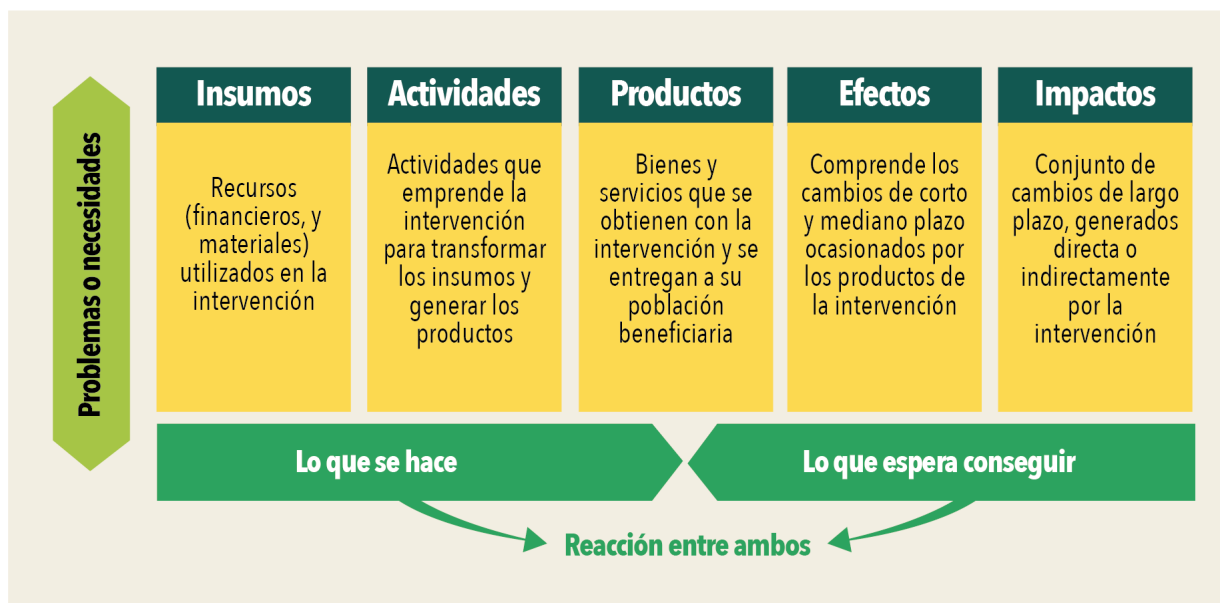 Problemas o necesidades
Insumos
Recursos
(financieros, y
materiales)
utilizados en la
intervención
Actividades
Actividades que
emprende la
intervención
para transformar
los insumos y
generar los
productos
Productos
Bienes y
servicios que se
obtienen con la
intervención y se
entregan a su
población
beneficiaria
Efectos
Comprende los
cambios de corto
y mediano plazo
ocasionados por
los productos de
la intervención
Impactos
Conjunto de
cambios de largo
plazo, generados
directa o
indirectamente
por la
intervención
Lo que se hace
Lo que espera conseguir
Reacción entre ambos